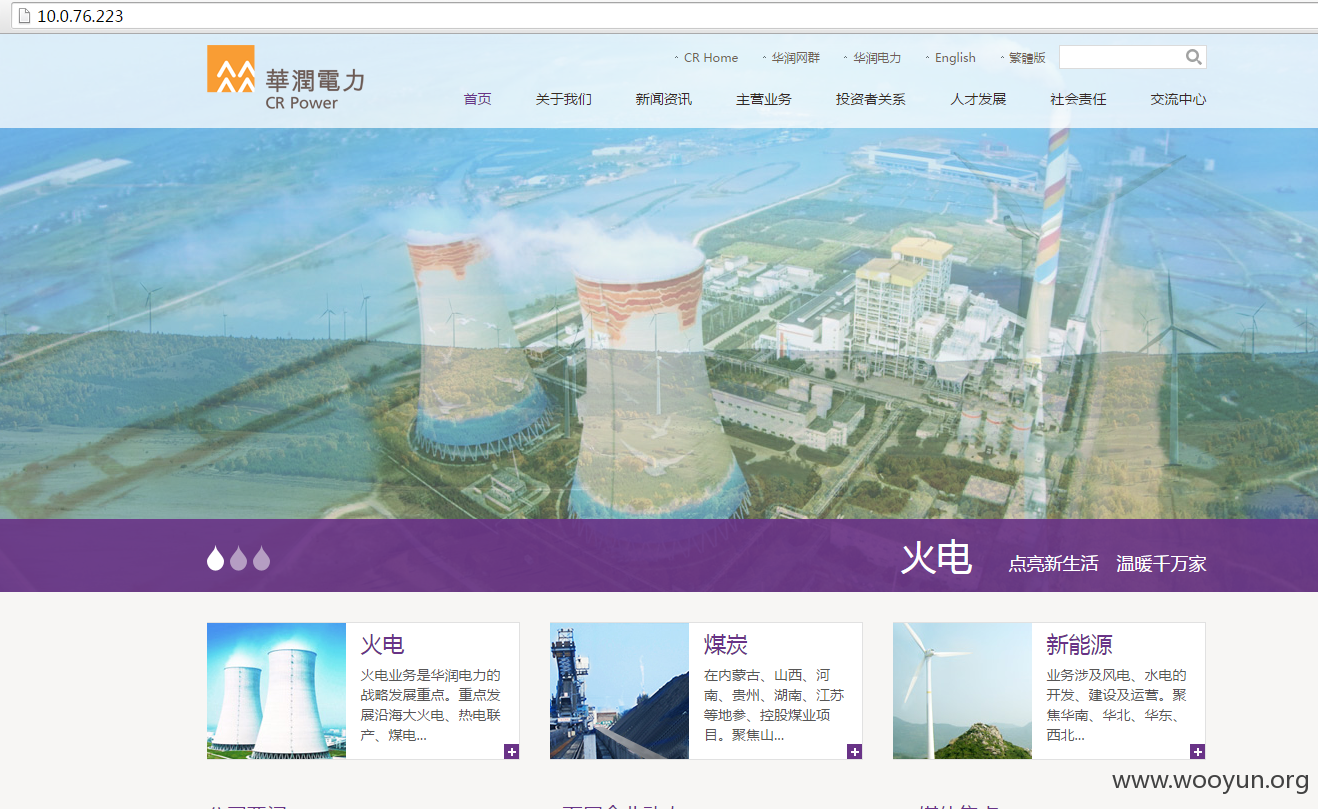 10.0.76.223
CR Home 华润网群 华润电力 English 繁體版
華潤電力
CR Power
首页 关于我们 新闻资讯 主营业务 投资者关系 人才发展 社会责任 交流中心
火电 点亮新生活 温暖千万家
火电
火电业务是华润电力的
战略发展重点。重点发
展沿海大火电、热电联
产、煤电...
煤炭
在内蒙古、山西、河
南、贵州、湖南、江苏
等地参、控股煤业项
目。聚焦山...
新能源
业务涉及风电、水电的
开发、建设及运营。聚
焦华南、华北、华东、
西北...
www.wooyun.org